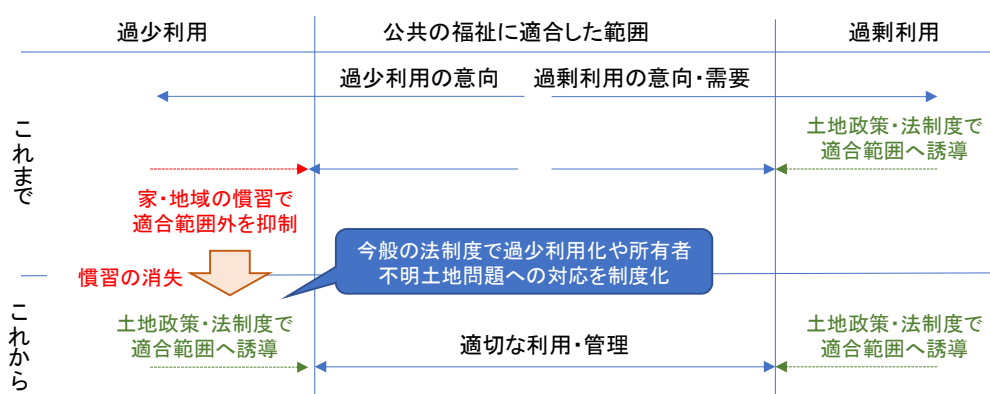 過少利用
公共の福祉に適合した範囲
過剰利用
過少利用の意向
過剰利用の意向・需要
これまで
土地政策・法制度で
適合範囲へ誘導
家・地域の慣習で
適合範囲外を抑制
今般の法制度で過少利用化や所有者
不明土地問題への対応を制度化
慣習の消失
これから
土地政策・法制度で
適合範囲へ誘導
適切な利用・管理
土地政策・法制度で
適合範囲へ誘導